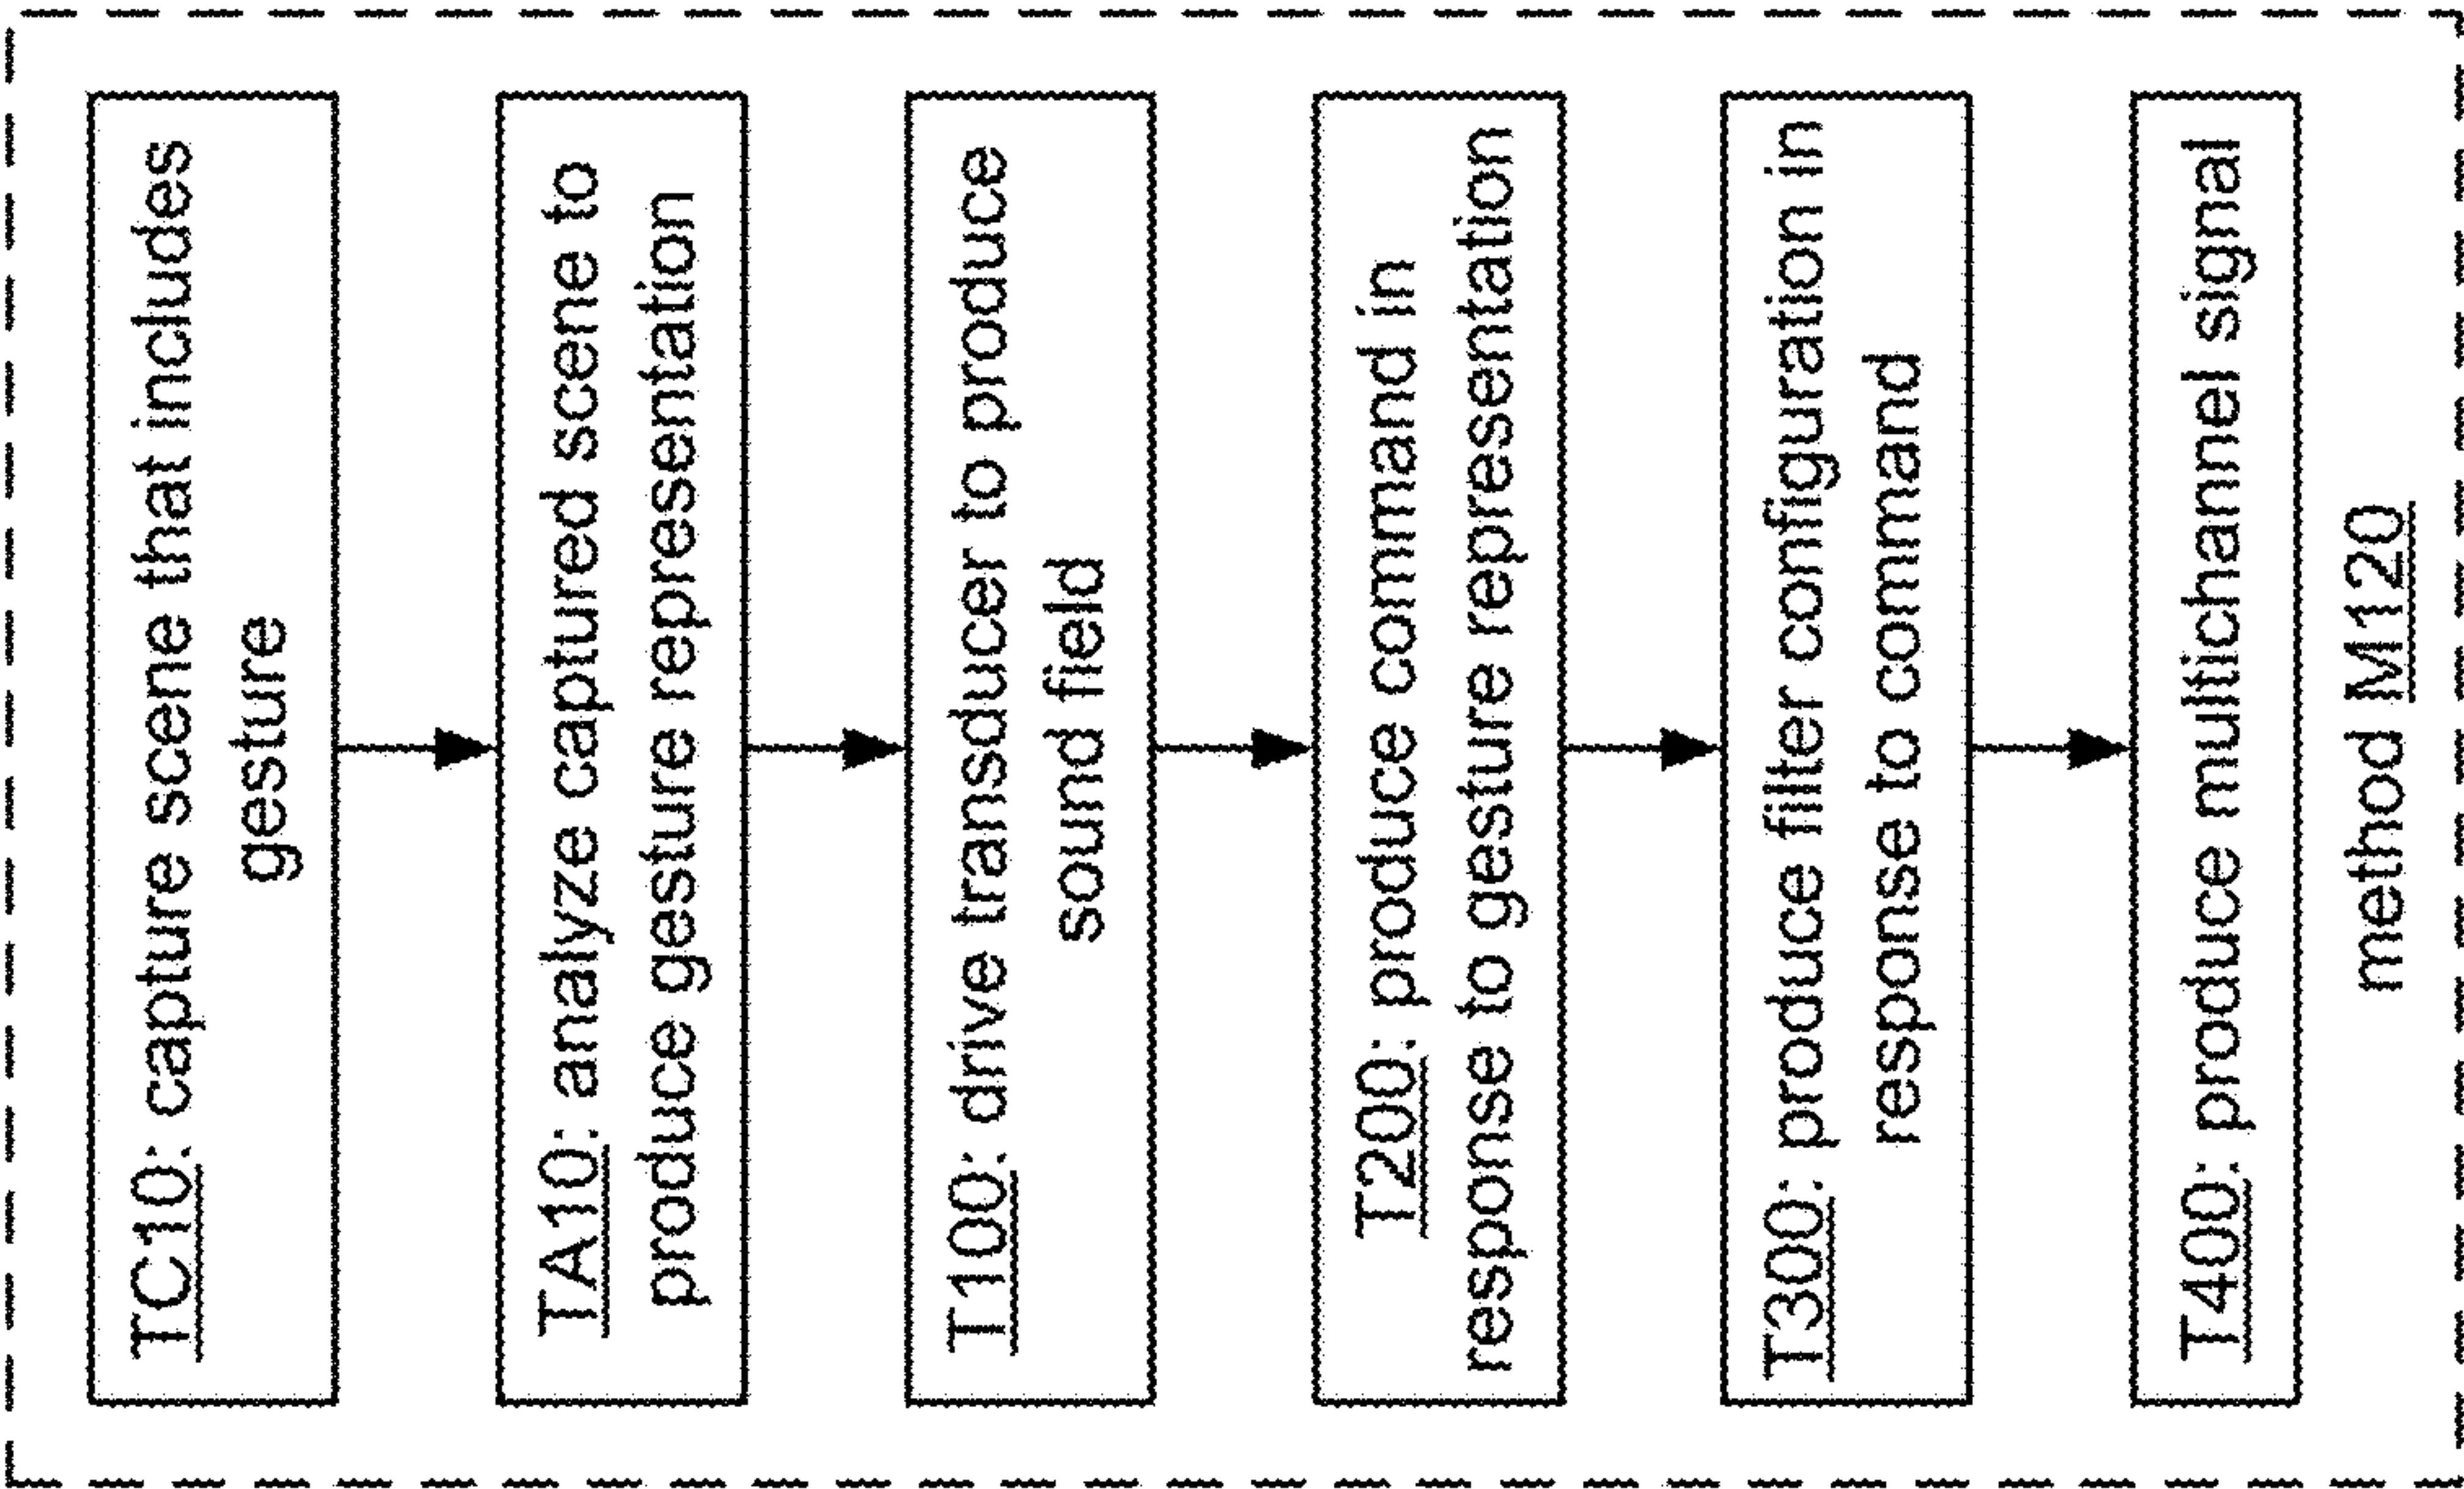 TC10: capture scene that includes
gesture
TA10: analyze captured scene to
produce gesture representation
T100: drive transducer to produce
sound field
T200: produce command in
response to gesture representation
T300: produce filter configuration in
response to command
T400: produce multichannel signal
method M120